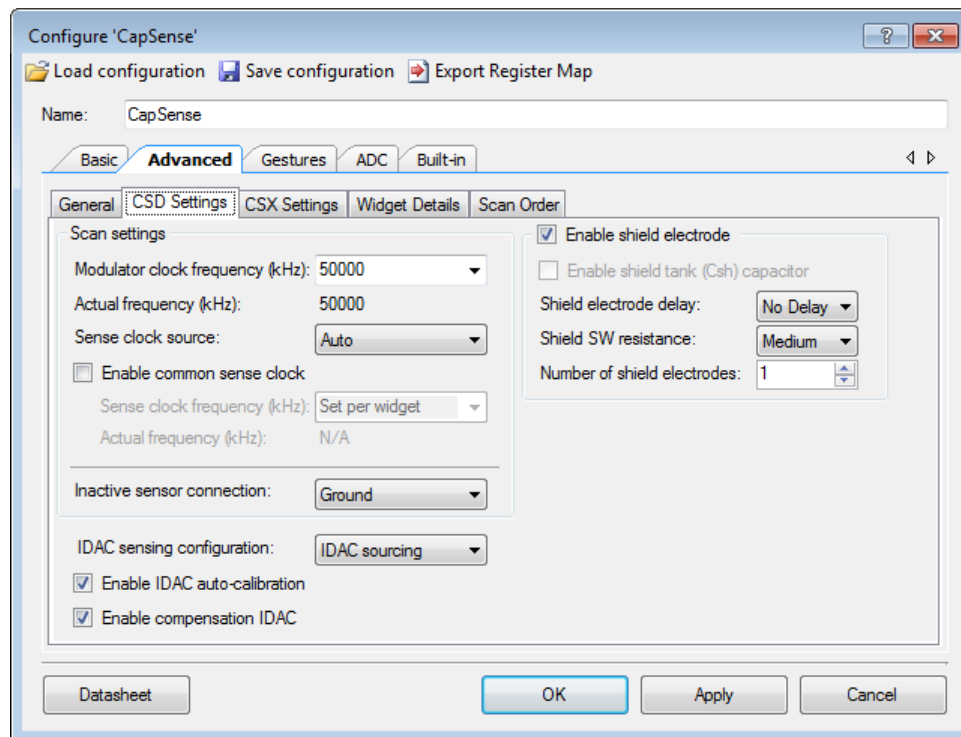 Configure 'CapSense'
Load configuration Save configuration Export Register Map
Name: CapSense
Basic Advanced Gestures ADC Built-in
General CSD Settings CSX Settings Widget Details Scan Order
Scan settings
Modulator clock frequency (kHz): 50000
Actual frequency (kHz): 50000
Sense clock source: Auto
Enable common sense clock
Sense clock frequency (kHz): Set per widget
Actual frequency (kHz): N/A
Inactive sensor connection: Ground
IDAC sensing configuration: IDAC sourcing
Enable IDAC auto-calibration
Enable compensation IDAC
Enable shield electrode
Enable shield tank (Csh) capacitor
Shield electrode delay: No Delay
Shield SW resistance: Medium
Number of shield electrodes: 1
Datasheet OK Apply Cancel